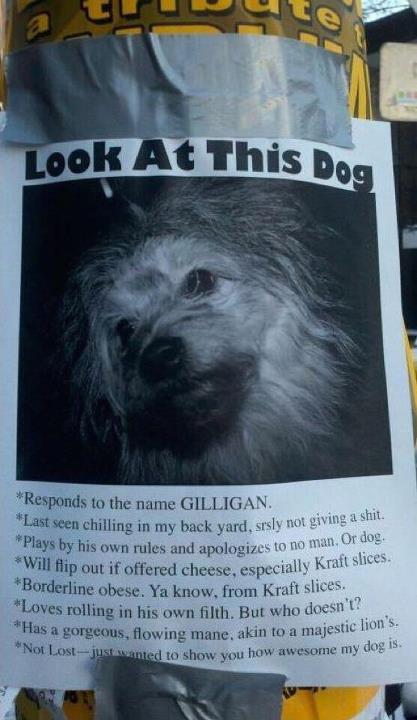 a tribute t
Look At This Dog
*Responds to the name GILLIGAN.
*Last seen chilling in my back yard, srsly not giving a shit.
*Plays by his own rules and apologizes to no man. Or dog.
*Will flip out if offered cheese, especially Kraft slices.
*Borderline obese. Ya know, from Kraft slices.
*Loves rolling in his own filth. But who doesn't?
*Has a gorgeous, flowing mane, akin to a majestic lion's.
*Not Lost—just wanted to show you how awesome my dog is.